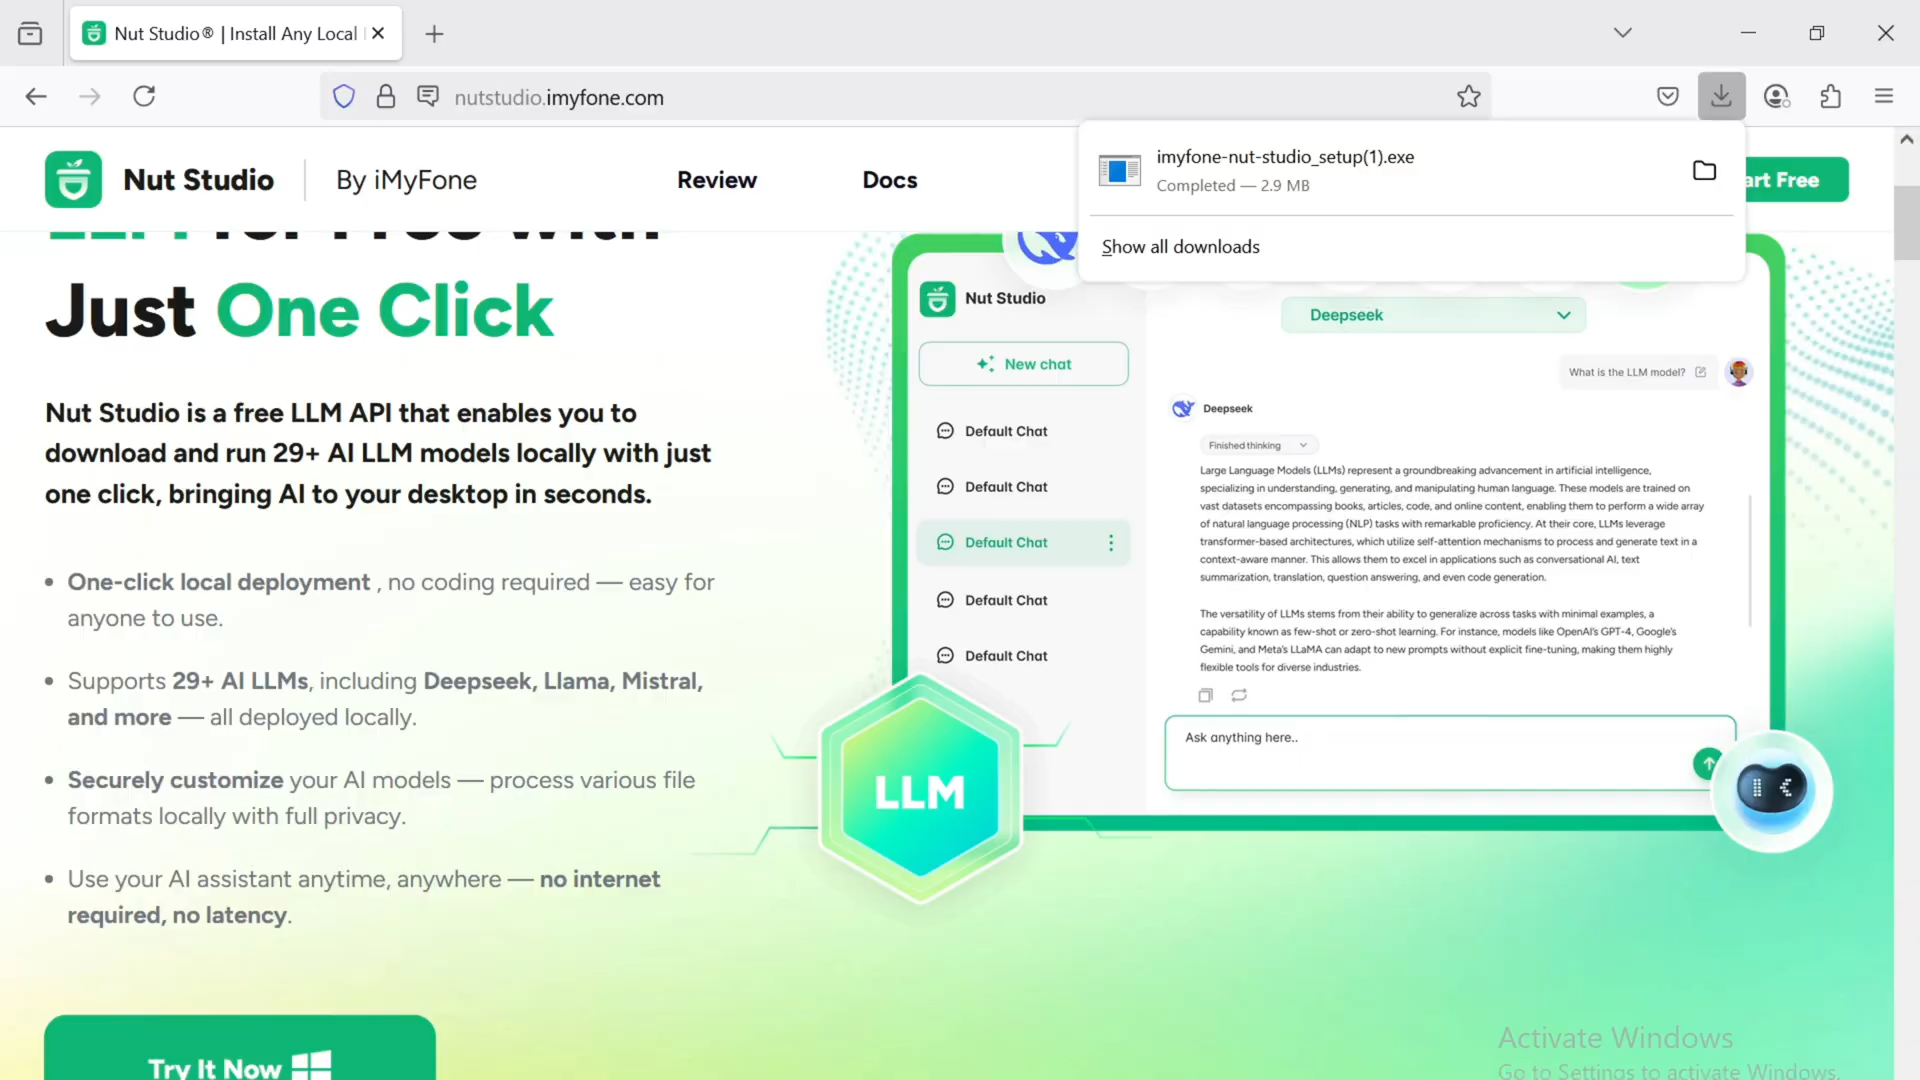 Nut Studio® | Install Any Local
nutstudio.imyfone.com
imyfone-nut-studio_setup(1).exe
Completed — 2.9 MB
Show all downloads
Nut Studio
By iMyFone
Review
Docs
art Free
LLM for Free with
Just One Click
Nut Studio is a free LLM API that enables you to
download and run 29+ AI LLM models locally with just
one click, bringing AI to your desktop in seconds.
• One-click local deployment , no coding required — easy for
anyone to use.
• Supports 29+ AI LLMs, including Deepseek, Llama, Mistral,
and more — all deployed locally.
• Securely customize your AI models — process various file
formats locally with full privacy.
• Use your AI assistant anytime, anywhere — no internet
required, no latency.
Try It Now
Nut Studio
New chat
Default Chat
Default Chat
Default Chat
Default Chat
Default Chat
LLM
Deepseek
What is the LLM model?
Deepseek
Finished thinking
Large Language Models (LLMs) represent a groundbreaking advancement in artificial intelligence,
specializing in understanding, generating, and manipulating human language. These models are trained on
vast datasets encompassing books, articles, code, and online content, enabling them to perform a wide array
of natural language processing (NLP) tasks with remarkable proficiency. At their core, LLMs leverage
transformer-based architectures, which utilize self-attention mechanisms to process and generate text in a
context-aware manner. This allows them to excel in applications such as conversational AI, text
summarization, translation, question answering, and even code generation.
The versatility of LLMs stems from their ability to generalize across tasks with minimal examples, a
capability known as few-shot or zero-shot learning. For instance, models like OpenAI's GPT-4, Google's
Gemini, and Meta's LLaMA can adapt to new prompts without explicit fine-tuning, making them highly
flexible tools for diverse industries.
Ask anything here..
Activate Windows
Go to Settings to activate Windows.